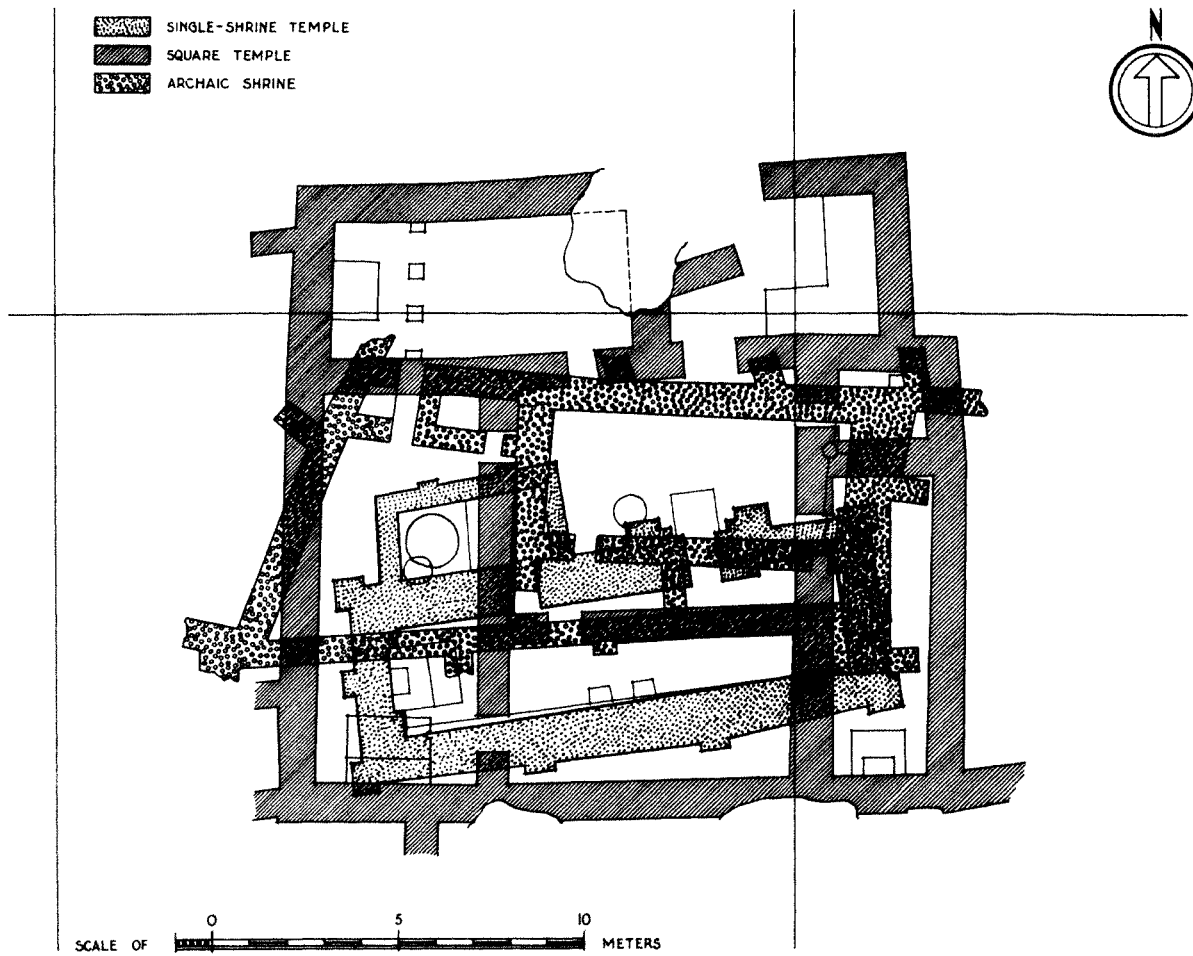 SINGLE-SHRINE TEMPLE
SQUARE TEMPLE
ARCHAIC SHRINE
N
0 5 10
SCALE OF METERS